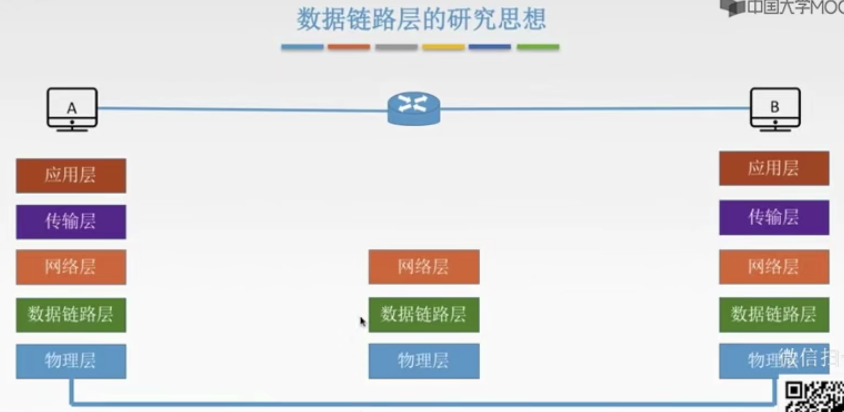 数据链路层的研究思想
中国大学MOO
A
B
应用层
传输层
网络层
数据链路层
物理层
网络层
数据链路层
物理层
应用层
传输层
网络层
数据链路层
物理层
微信扫